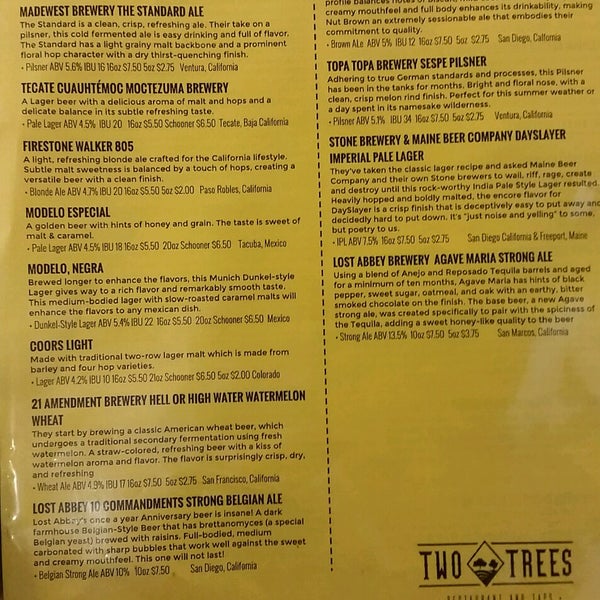 MADEWEST BREWERY THE STANDARD ALE
The Standard is a clean, crisp, refreshing ale. Their take on a
pilsner, this cold fermented ale is easy drinking and full of flavor.
The Standard has a light grainy malt backbone and a prominent
floral hop character with a dry thirst-quenching finish.
• Pilsner ABV 5.6% IBU 16 16oz $7.50 5oz $2.75 Ventura, California
TECATE CUAUHTÉMOC MOCTEZUMA BREWERY
A Lager beer with a delicious aroma of malt and hops and a
delicate balance in its subtle refreshing taste.
• Pale Lager ABV 4.5% IBU 20 16oz $5.50 Schooner $6.50 Tecate, Baja California
FIRESTONE WALKER 805
A light, refreshing blonde ale crafted for the California lifestyle.
Subtle malt sweetness is balanced by a touch of hops, creating a
versatile beer with a clean finish.
• Blonde Ale ABV 4.7% IBU 20 16oz $5.50 5oz $2.00 Paso Robles, California
MODELO ESPECIAL
A golden beer with hints of honey and grain. The taste is sweet of
malt & caramel.
• Pale Lager ABV 4.5% IBU 18 16oz $5.50 20oz Schooner $6.50 Tacuba, Mexico
MODELO, NEGRA
Brewed longer to enhance the flavors, this Munich Dunkel-style
Lager gives way to a rich flavor and remarkably smooth taste.
This medium-bodied lager with slow-roasted caramel malts will
enhance the flavors to any mexican dish.
• Dunkel-Style Lager ABV 5.4% IBU 22 16oz $5.50 20oz Schooner $6.50 Mexico
COORS LIGHT
Made with traditional two-row lager malt which is made from
barley and four hop varieties.
• Lager ABV 4.2% IBU 10 16oz $5.50 21oz Schooner $6.50 5oz $2.00 Colorado
21 AMENDMENT BREWERY HELL OR HIGH WATER WATERMELON
WHEAT
They start by brewing a classic American wheat beer, which
undergoes a traditional secondary fermentation using fresh
watermelon. A straw-colored, refreshing beer with a kiss of
watermelon aroma and flavor. The flavor is surprisingly crisp, dry,
and refreshing
• Wheat Ale ABV 4.9% IBU 17 16oz $7.50 5oz $2.75 San Francisco, California
LOST ABBEY 10 COMMANDMENTS STRONG BELGIAN ALE
Lost Abbey's once a year Anniversary beer is insane! A dark
farmhouse Belgian-Style Beer that has brettanomyces (a special
Belgian yeast) brewed with raisins. Full-bodied, medium
carbonated with sharp bubbles that work well against the sweet
and creamy mouthfeel. This one will not last!
• Belgian Strong Ale ABV 10% 10oz $7.50 San Diego, California
creamy mouthfeel and full body enhances its drinkability, making
Nut Brown an extremely sessionable ale that embodies their
commitment to quality.
• Brown Ale ABV 5% IBU 12 16oz $7.50 5oz $2.75 San Diego, California
TOPA TOPA BREWERY SESPE PILSNER
Adhering to true German standards and processes, this Pilsner
has been in the tanks for months. Bright and floral nose, with a
clean, crisp melon rind finish. Perfect for this summer weather or
a day spent in its namesake wilderness.
• Pilsner ABV 5.1% IBU 34 16oz $7.50 5oz $2.75 Ventura, California
STONE BREWERY & MAINE BEER COMPANY DAYSLAYER
IMPERIAL PALE LAGER
They've taken the classic lager recipe and asked Maine Beer
Company and their own Stone brewers to wail, riff, rage, create
and destroy until this rock-worthy India Pale Style Lager resulted.
Heavily hopped and boldly malted, the encore flavor for
DaySlayer is a crisp finish that is deceptively easy to put away and
decidedly hard to put down. It's "just noise and yelling" to some,
but poetry to us.
• IPL ABV 7.5% 16oz $7.50 5oz $2.75 San Diego California & Freeport, Maine
LOST ABBEY BREWERY AGAVE MARIA STRONG ALE
Using a blend of Anejo and Reposado Tequila barrels and aged
for a minimum of ten months, Agave Maria has hints of black
pepper, sweet sugar, oatmeal, and oak with an earthy, bitter
smoked chocolate on the finish. The base beer, a new Agave
strong ale, was created specifically to pair with the spiciness of
the Tequila, adding a sweet honey-like quality to the beer
• Strong Ale ABV 13.5% 10oz $7.50 5oz $3.75 San Marcos, California
TWO TREES
RESTAURANT AND TAPS